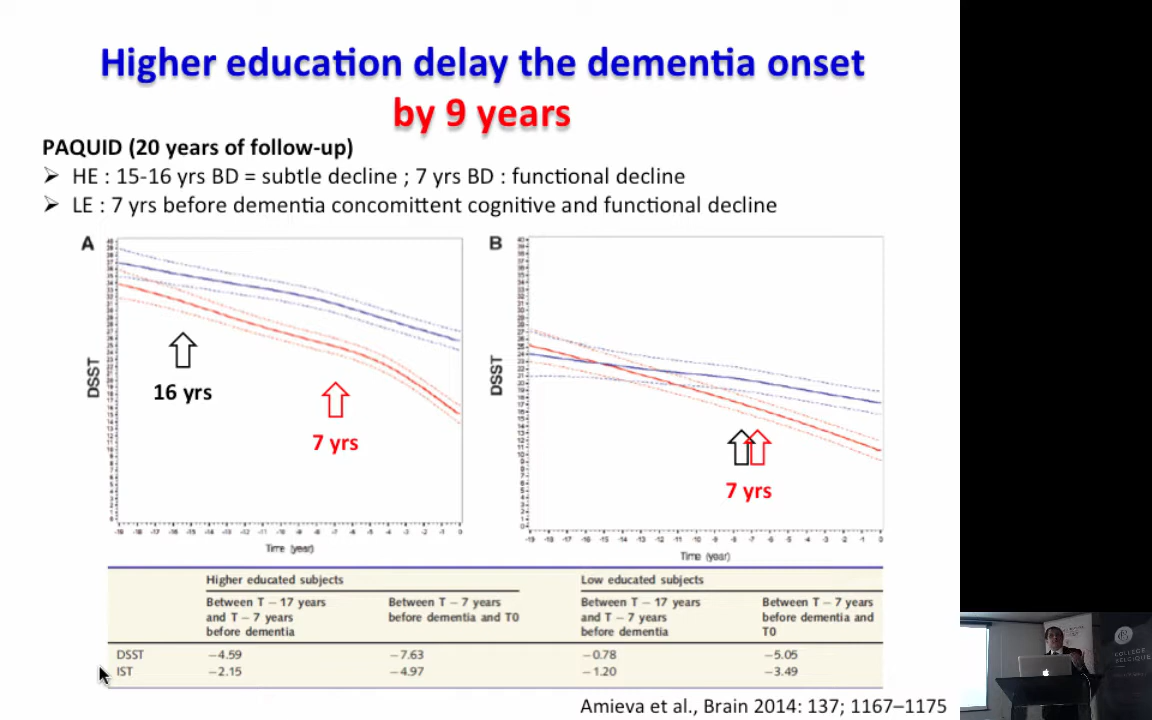 Higher education delay the dementia onset
by 9 years
PAQUID (20 years of follow-up)
➢ HE : 15-16 yrs BD = subtle decline ; 7 yrs BD : functional decline
➢ LE : 7 yrs before dementia concomittent cognitive and functional decline
A
DSST
16 yrs
7 yrs
Time (year)
B
DSST
7 yrs
Time (year)
Higher educated subjects Low educated subjects
Between T – 17 years Between T – 7 years Between T – 17 years Between T – 7 years
and T – 7 years before dementia and T0 and T – 7 years before dementia and
before dementia before dementia T0
DSST –4.59 –7.63 –0.78 –5.05
IST –2.15 –4.97 –1.20 –3.49
Amieva et al., Brain 2014: 137; 1167–1175
COLLEGE
BELGIQUE